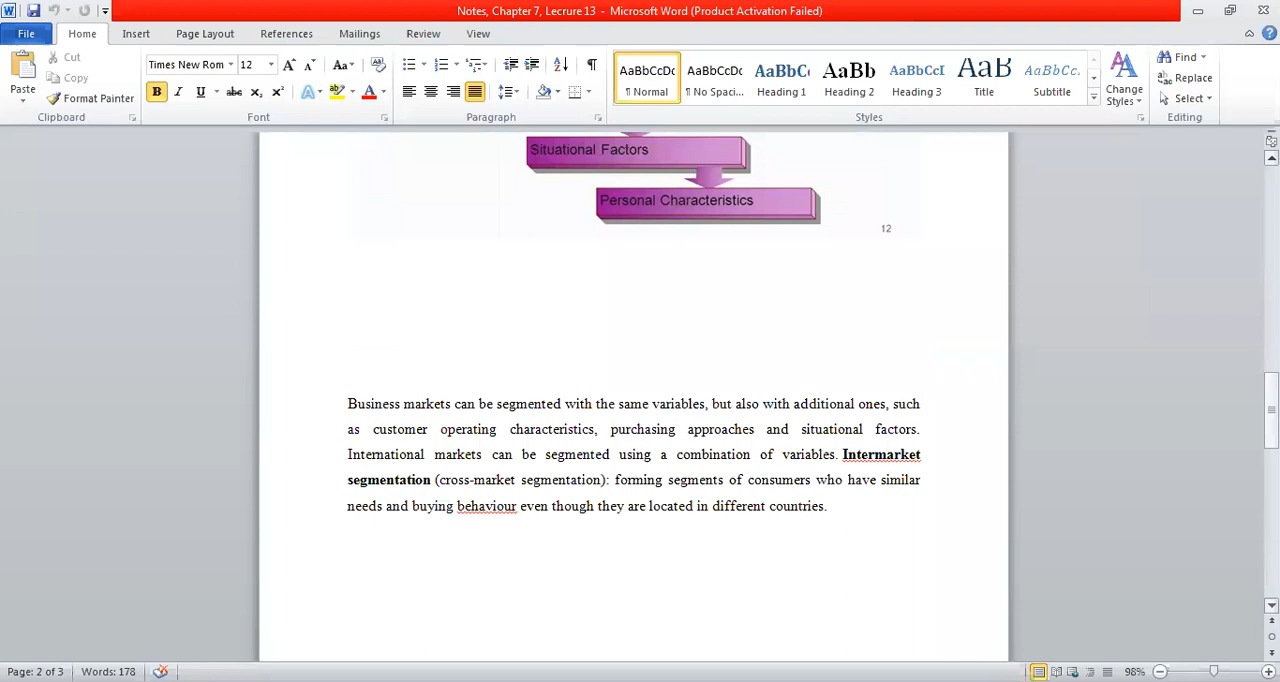 Notes, Chapter 7, Lecrure 13 - Microsoft Word (Product Activation Failed)
File Home Insert Page Layout References Mailings Review View
Paste
Cut
Copy
Format Painter
Clipboard
Times New Rom 12
Font
Paragraph
AaBbCcDc AaBbCcDc AaBbCc AaBb AaBbCcI AaB AaBbCc.
¶ Normal ¶ No Spaci... Heading 1 Heading 2 Heading 3 Title Subtitle
Change
Styles
Styles
Find
Replace
Select
Editing
Situational Factors
Personal Characteristics
12
Business markets can be segmented with the same variables, but also with additional ones, such
as customer operating characteristics, purchasing approaches and situational factors.
International markets can be segmented using a combination of variables. Intermarket
segmentation (cross-market segmentation): forming segments of consumers who have similar
needs and buying behaviour even though they are located in different countries.
Page: 2 of 3 Words: 178 98%